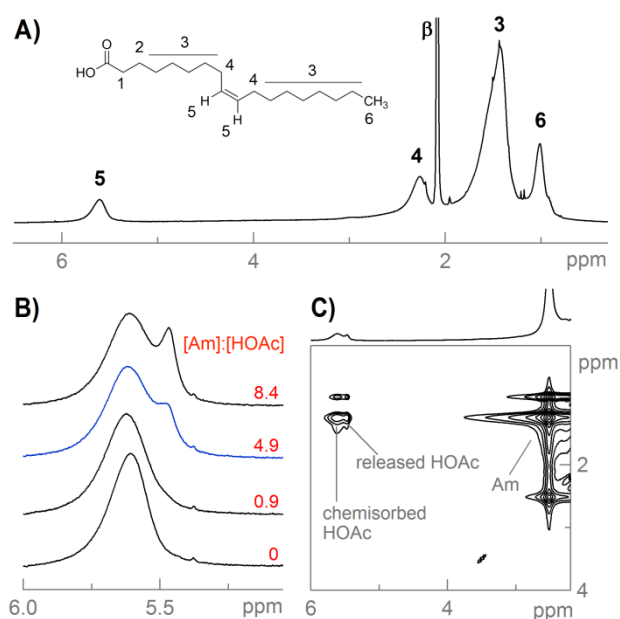 A)
O
HO
1
2
3
4
5
H
H
5
4
3
CH3
6
5
4
β
3
6
6
4
2
ppm
B)
[Am]:[HOAc]
8.4
4.9
0.9
0
6.0
5.5
ppm
C)
ppm
released HOAc
Am
chemisorbed
HOAc
2
4
6
4
ppm